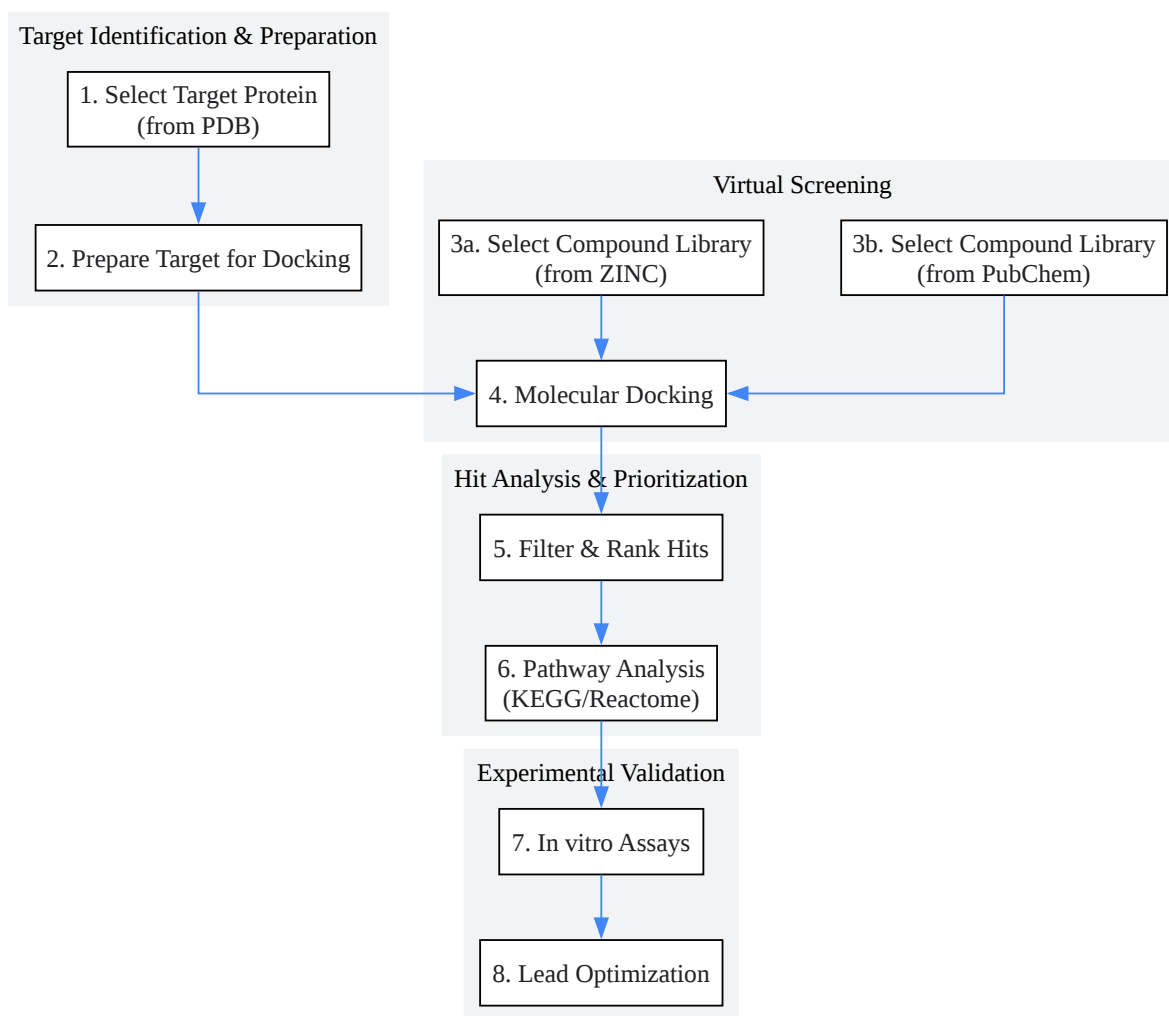 Target Identification & Preparation
1. Select Target Protein
(from PDB)
2. Prepare Target for Docking
Virtual Screening
3a. Select Compound Library
(from ZINC)
3b. Select Compound Library
(from PubChem)
4. Molecular Docking
Hit Analysis & Prioritization
5. Filter & Rank Hits
6. Pathway Analysis
(KEGG/Reactome)
Experimental Validation
7. In vitro Assays
8. Lead Optimization